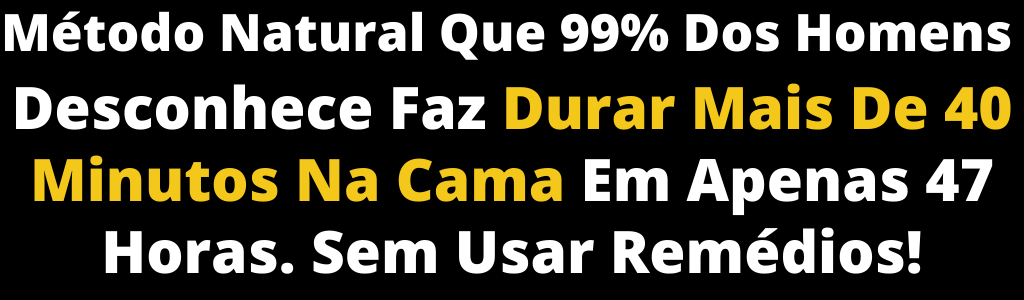 Método Natural Que 99% Dos Homens
Desconhece Faz Durar Mais De 40
Minutos Na Cama Em Apenas 47
Horas. Sem Usar Remédios!